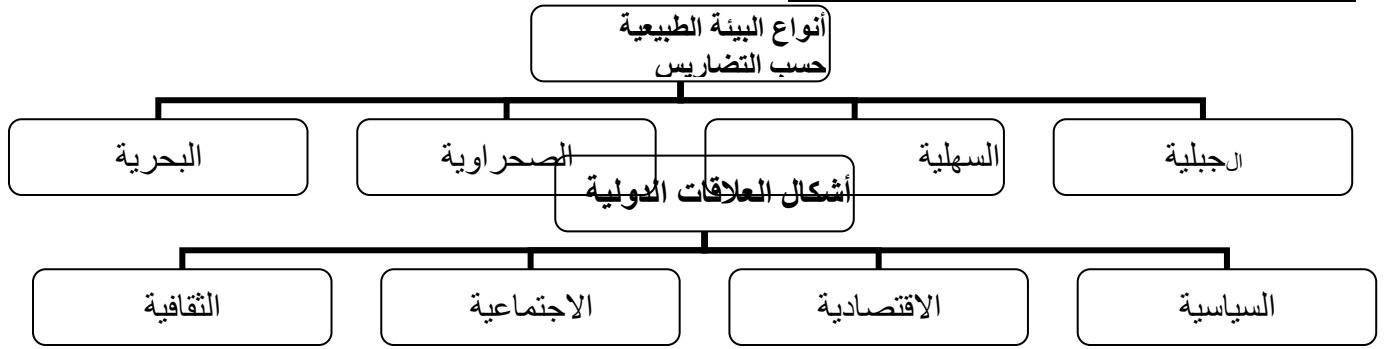 أنواع البيئة الطبيعية
حسب التضاريس
الجبلية
السهلية
الصحراوية
البحرية
أشكال العلاقات الدولية
السياسية
الاقتصادية
الاجتماعية
الثقافية